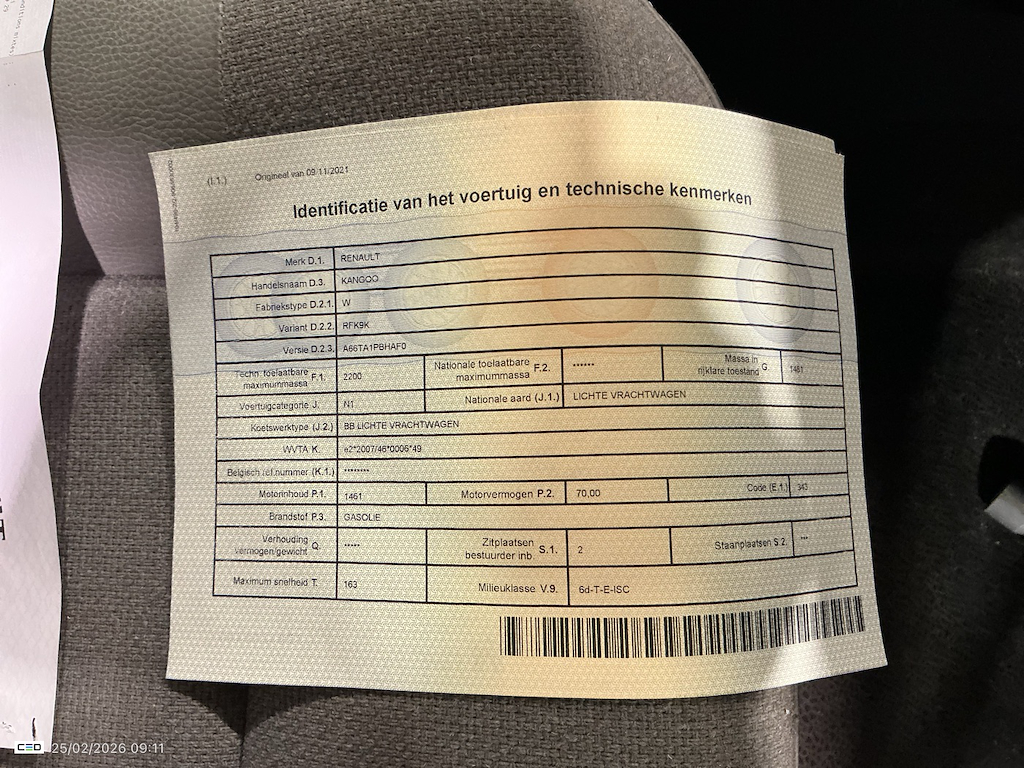 (I.1.) Origineel van 09/11/2021
Identificatie van het voertuig en technische kenmerken
Merk D.1. RENAULT
Handelsnaam D.3. KANGOO
Fabriekstype D.2.1. W
Variant D.2.2. RFK9K
Versie D.2.3. A66TA1PBHAF0
Techn. toelaatbare maximummassa F.1. 2200 Nationale toelaatbare maximummassa F.2. ****** Massa in rijklare toestand G. 1461
Voertuigcategorie J. N1 Nationale aard (J.1.) LICHTE VRACHTWAGEN
Koetswerktype (J.2.) BB LICHTE VRACHTWAGEN
WVTA K. e2*2007/46*0006*49
Belgisch ref.nummer (K.1.) ********
Motorinhoud P.1. 1461 Motorvermogen P.2. 70,00 Code (E.1.) 343
Brandstof P.3. GASOLIE
Verhouding vermogen/gewicht Q. ***** Zitplaatsen bestuurder inb S.1. 2 Staanplaatsen S.2. ***
Maximum snelheid T. 163 Milieuklasse V.9. 6d-T-E-ISC
CEO 25/02/2026 09:11